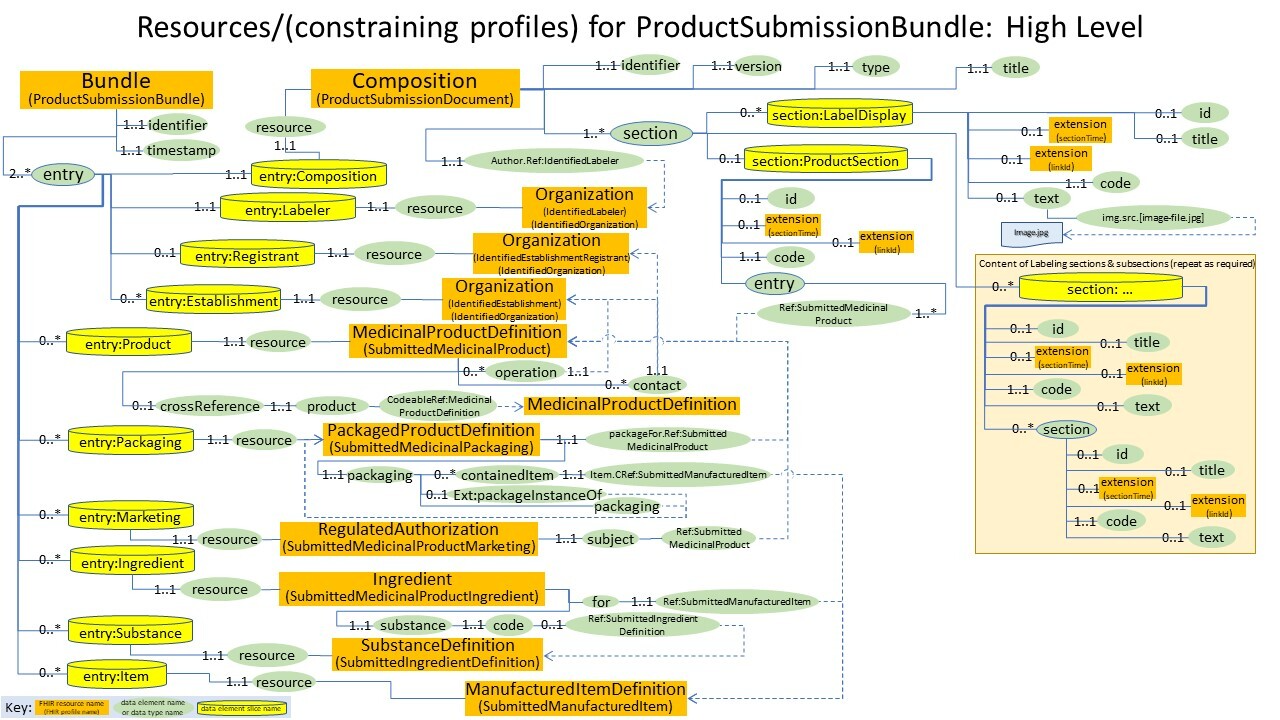 Resources/(constraining profiles) for ProductSubmissionBundle: High Level
Bundle
(ProductSubmissionBundle)
1..1 identifier
1..1 timestamp
2..* entry
Composition
(ProductSubmissionDocument)
1..1 identifier
1..1 version
1..1 type
1..1 title
resource
1..1
1..1 entry:Composition
1..* section
1..1 Author.Ref:IdentifiedLabeler
0..* section:LabelDisplay
0..1 id
0..1 extension
(sectionTime)
0..1 title
0..1 extension
(linkId)
1..1 code
0..1 text
img.src.[image-file.jpg]
Image.jpg
0..1 section:ProductSection
0..1 id
0..1 extension
(sectionTime)
0..1 extension
(linkId)
1..1 code
entry
Ref:SubmittedMedicinal
Product
1..*
1..1 entry:Labeler
1..1 resource
Organization
(IdentifiedLabeler)
(IdentifiedOrganization)
0..1 entry:Registrant
1..1 resource
Organization
(IdentifiedEstablishmentRegistrant)
(IdentifiedOrganization)
0..* entry:Establishment
1..1 resource
Organization
(IdentifiedEstablishment)
(IdentifiedOrganization)
0..* entry:Product
1..1 resource
MedicinalProductDefinition
(SubmittedMedicinalProduct)
0..* operation 1..1
1..1
0..* contact
0..1 crossReference 1..1 product
CodeableRef:Medicinal
ProductDefinition
MedicinalProductDefinition
0..* entry:Packaging
1..1 resource
PackagedProductDefinition
(SubmittedMedicinalPackaging)
1..1
packageFor.Ref:Submitted
MedicinalProduct
1..1 packaging 0..* containedItem 1..1 Item.CRef:SubmittedManufacturedItem
0..1 Ext:packageInstanceOf
packaging
0..* entry:Marketing
1..1 resource
RegulatedAuthorization
(SubmittedMedicinalProductMarketing)
1..1 subject
Ref:Submitted
MedicinalProduct
0..* entry:Ingredient
1..1 resource
Ingredient
(SubmittedMedicinalProductIngredient)
for 1..1 Ref:SubmittedManufacturedItem
1..1 substance 1..1 code 0..1
Ref:SubmittedIngredient
Definition
0..* entry:Substance
1..1 resource
SubstanceDefinition
(SubmittedIngredientDefinition)
0..* entry:Item
1..1 resource
ManufacturedItemDefinition
(SubmittedManufacturedItem)
Content of Labeling sections & subsections (repeat as required)
0..* section: ...
0..1 id
0..1 title
0..1 extension
(sectionTime)
0..1 extension
(linkId)
1..1 code
0..1 text
0..* section
0..1 id
0..1 title
0..1 extension
(sectionTime)
0..1 extension
(linkId)
1..1 code
0..1 text
Key:
FHIR resource name
(FHIR profile name)
data element name
or data type name
data element slice name